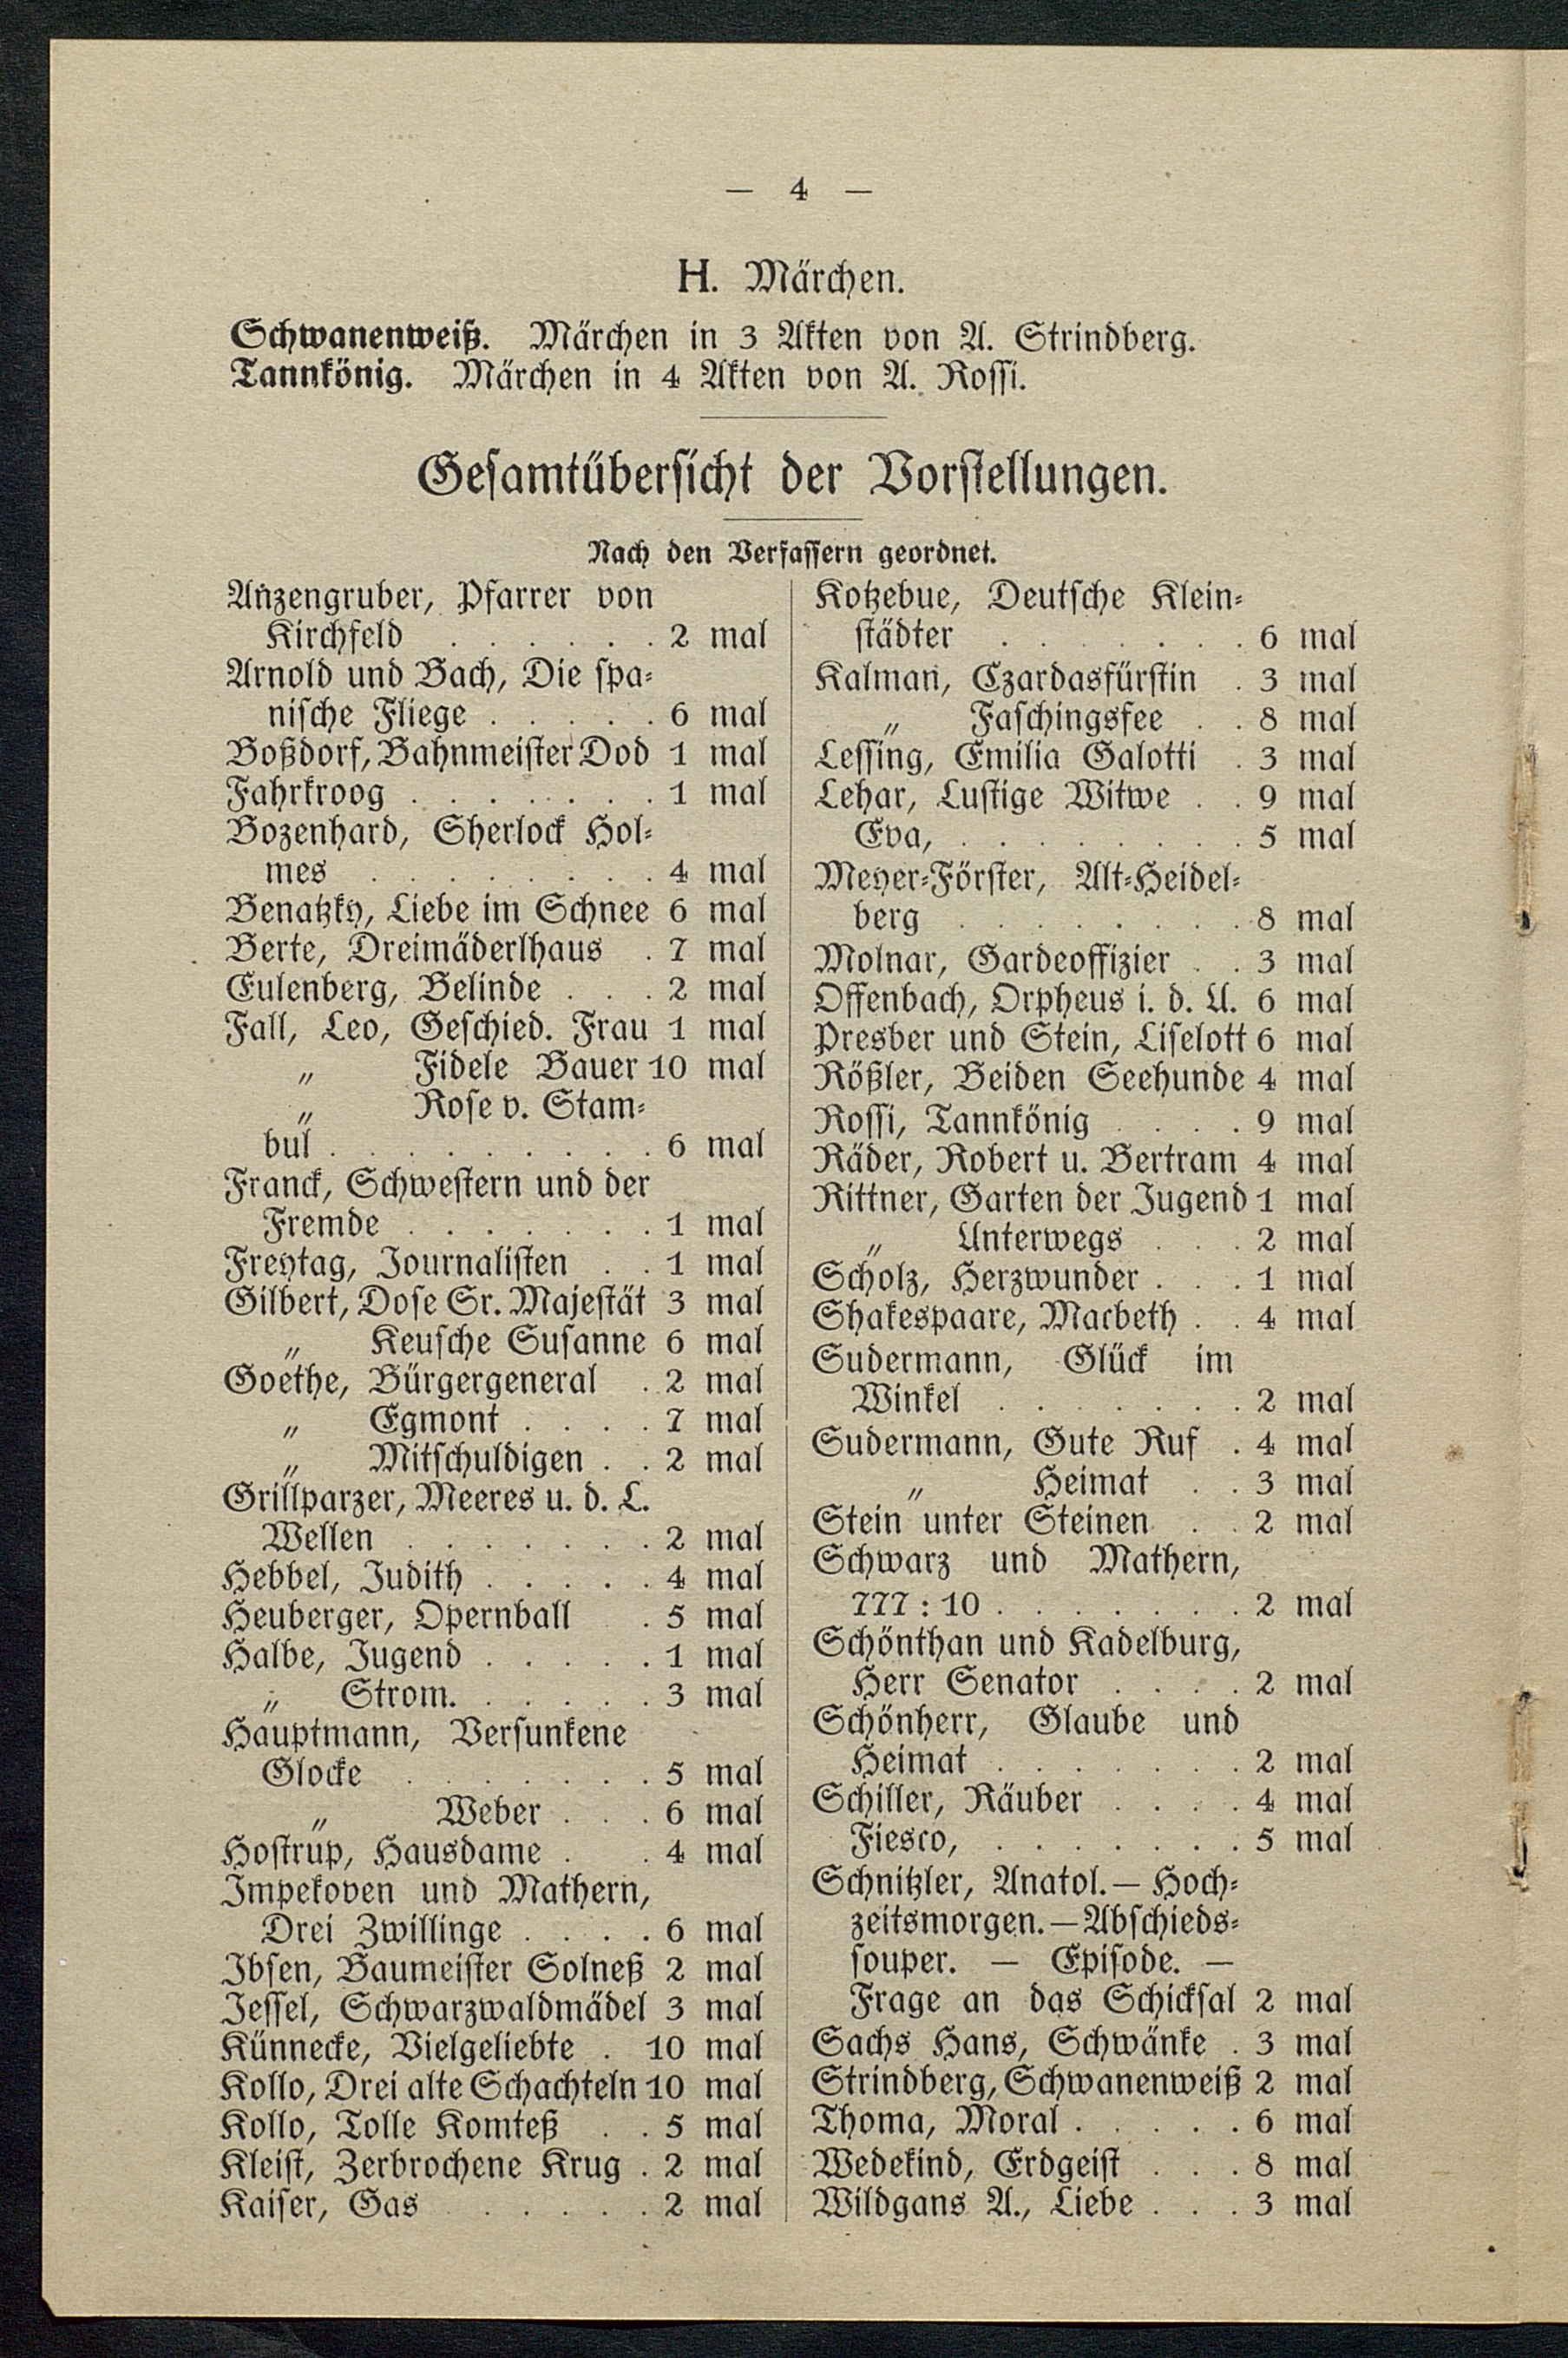 — 4 —
H. Märchen.
Schwanenweiß. Märchen in 3 Akten von A. Strindberg.
Tannkönig. Märchen in 4 Akten von A. Rossi.
Gesamtübersicht der Vorstellungen.
Nach den Verfassern geordnet.
Anzengruber, Pfarrer von
Kirchfeld . . . . . . 2 mal
Arnold und Bach, Die spa-
nische Fliege . . . . . 6 mal
Boßdorf, Bahnmeister Dod 1 mal
Fahrkroog . . . . . . . 1 mal
Bozenhard, Sherlock Hol-
mes . . . . . . . . 4 mal
Benatzky, Liebe im Schnee 6 mal
Berte, Dreimäderlhaus . 7 mal
Eulenberg, Belinde . . . 2 mal
Fall, Leo, Geschied. Frau 1 mal
„ Fidele Bauer 10 mal
„ Rose v. Stam-
bul . . . . . . . . . 6 mal
Franck, Schwestern und der
Fremde . . . . . . . 1 mal
Freytag, Journalisten . . 1 mal
Gilbert, Dose Sr. Majestät 3 mal
„ Keusche Susanne 6 mal
Goethe, Bürgergeneral . 2 mal
„ Egmont . . . . 7 mal
„ Mitschuldigen . . 2 mal
Grillparzer, Meeres u. d. L.
Wellen . . . . . . . 2 mal
Hebbel, Judith . . . . . 4 mal
Heuberger, Opernball . . 5 mal
Halbe, Jugend . . . . . 1 mal
„ Strom. . . . . . 3 mal
Hauptmann, Versunkene
Glocke . . . . . . . 5 mal
„ Weber . . . 6 mal
Hostrup, Hausdame . . 4 mal
Impekoven und Mathern,
Drei Zwillinge . . . . 6 mal
Ibsen, Baumeister Solneß 2 mal
Jessel, Schwarzwaldmädel 3 mal
Künnecke, Vielgeliebte . 10 mal
Kollo, Drei alte Schachteln 10 mal
Kollo, Tolle Komteß . . 5 mal
Kleist, Zerbrochene Krug . 2 mal
Kaiser, Gas . . . . . . 2 mal
Kotzebue, Deutsche Klein-
städter . . . . . . . 6 mal
Kalman, Czardasfürstin . 3 mal
„ Faschingsfee . . 8 mal
Lessing, Emilia Galotti . 3 mal
Lehar, Lustige Witwe . . 9 mal
Eva, . . . . . . . . 5 mal
Meyer-Förster, Alt-Heidel-
berg . . . . . . . . 8 mal
Molnar, Gardeoffizier . . 3 mal
Offenbach, Orpheus i. d. U. 6 mal
Presber und Stein, Liselott 6 mal
Rößler, Beiden Seehunde 4 mal
Rossi, Tannkönig . . . . 9 mal
Räder, Robert u. Bertram 4 mal
Rittner, Garten der Jugend 1 mal
„ Unterwegs . . . 2 mal
Scholz, Herzwunder . . . 1 mal
Shakespaare, Macbeth . . 4 mal
Sudermann, Glück im
Winkel . . . . . . . 2 mal
Sudermann, Gute Ruf . 4 mal
„ Heimat . . 3 mal
Stein unter Steinen . . 2 mal
Schwarz und Mathern,
777 : 10 . . . . . . . 2 mal
Schönthan und Kadelburg,
Herr Senator . . . . 2 mal
Schönherr, Glaube und
Heimat . . . . . . . 2 mal
Schiller, Räuber . . . . 4 mal
Fiesco, . . . . . . . 5 mal
Schnitzler, Anatol. — Hoch-
zeitsmorgen. — Abschieds-
souper. — Episode. —
Frage an das Schicksal 2 mal
Sachs Hans, Schwänke . 3 mal
Strindberg, Schwanenweiß 2 mal
Thoma, Moral . . . . . 6 mal
Wedekind, Erdgeist . . . 8 mal
Wildgans A., Liebe . . . 3 mal